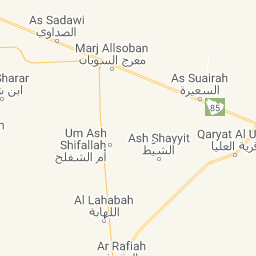 As Sadawi
الصداوي
Marj Allsoban
معرج السوبان
As Suairah
السعيرة
85
Sharar
ابن
Um Ash
Shifallah
أم الشفلح
Ash Shayyit
الشيط
Qaryat Al U
قرية العليا
Al Lahabah
اللهابة
Ar Rafiah